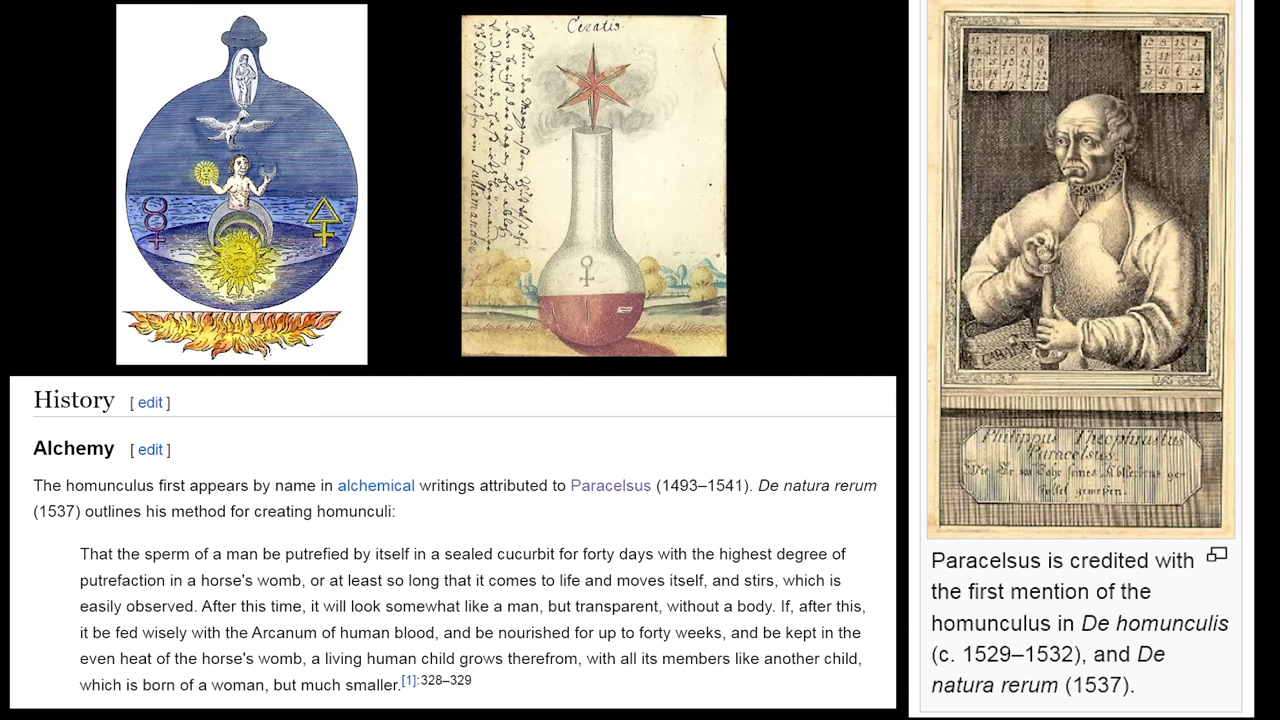 Ceratis.
History [ edit ]
Alchemy [ edit ]
The homunculus first appears by name in alchemical writings attributed to Paracelsus (1493–1541). De natura rerum
(1537) outlines his method for creating homunculi:
That the sperm of a man be putrefied by itself in a sealed cucurbit for forty days with the highest degree of
putrefaction in a horse's womb, or at least so long that it comes to life and moves itself, and stirs, which is
easily observed. After this time, it will look somewhat like a man, but transparent, without a body. If, after this,
it be fed wisely with the Arcanum of human blood, and be nourished for up to forty weeks, and be kept in the
even heat of the horse's womb, a living human child grows therefrom, with all its members like another child,
which is born of a woman, but much smaller.[1]:328–329
Philippus Theophrastus
Paracelsus.
Paracelsus is credited with
the first mention of the
homunculus in De homunculis
(c. 1529–1532), and De
natura rerum (1537).